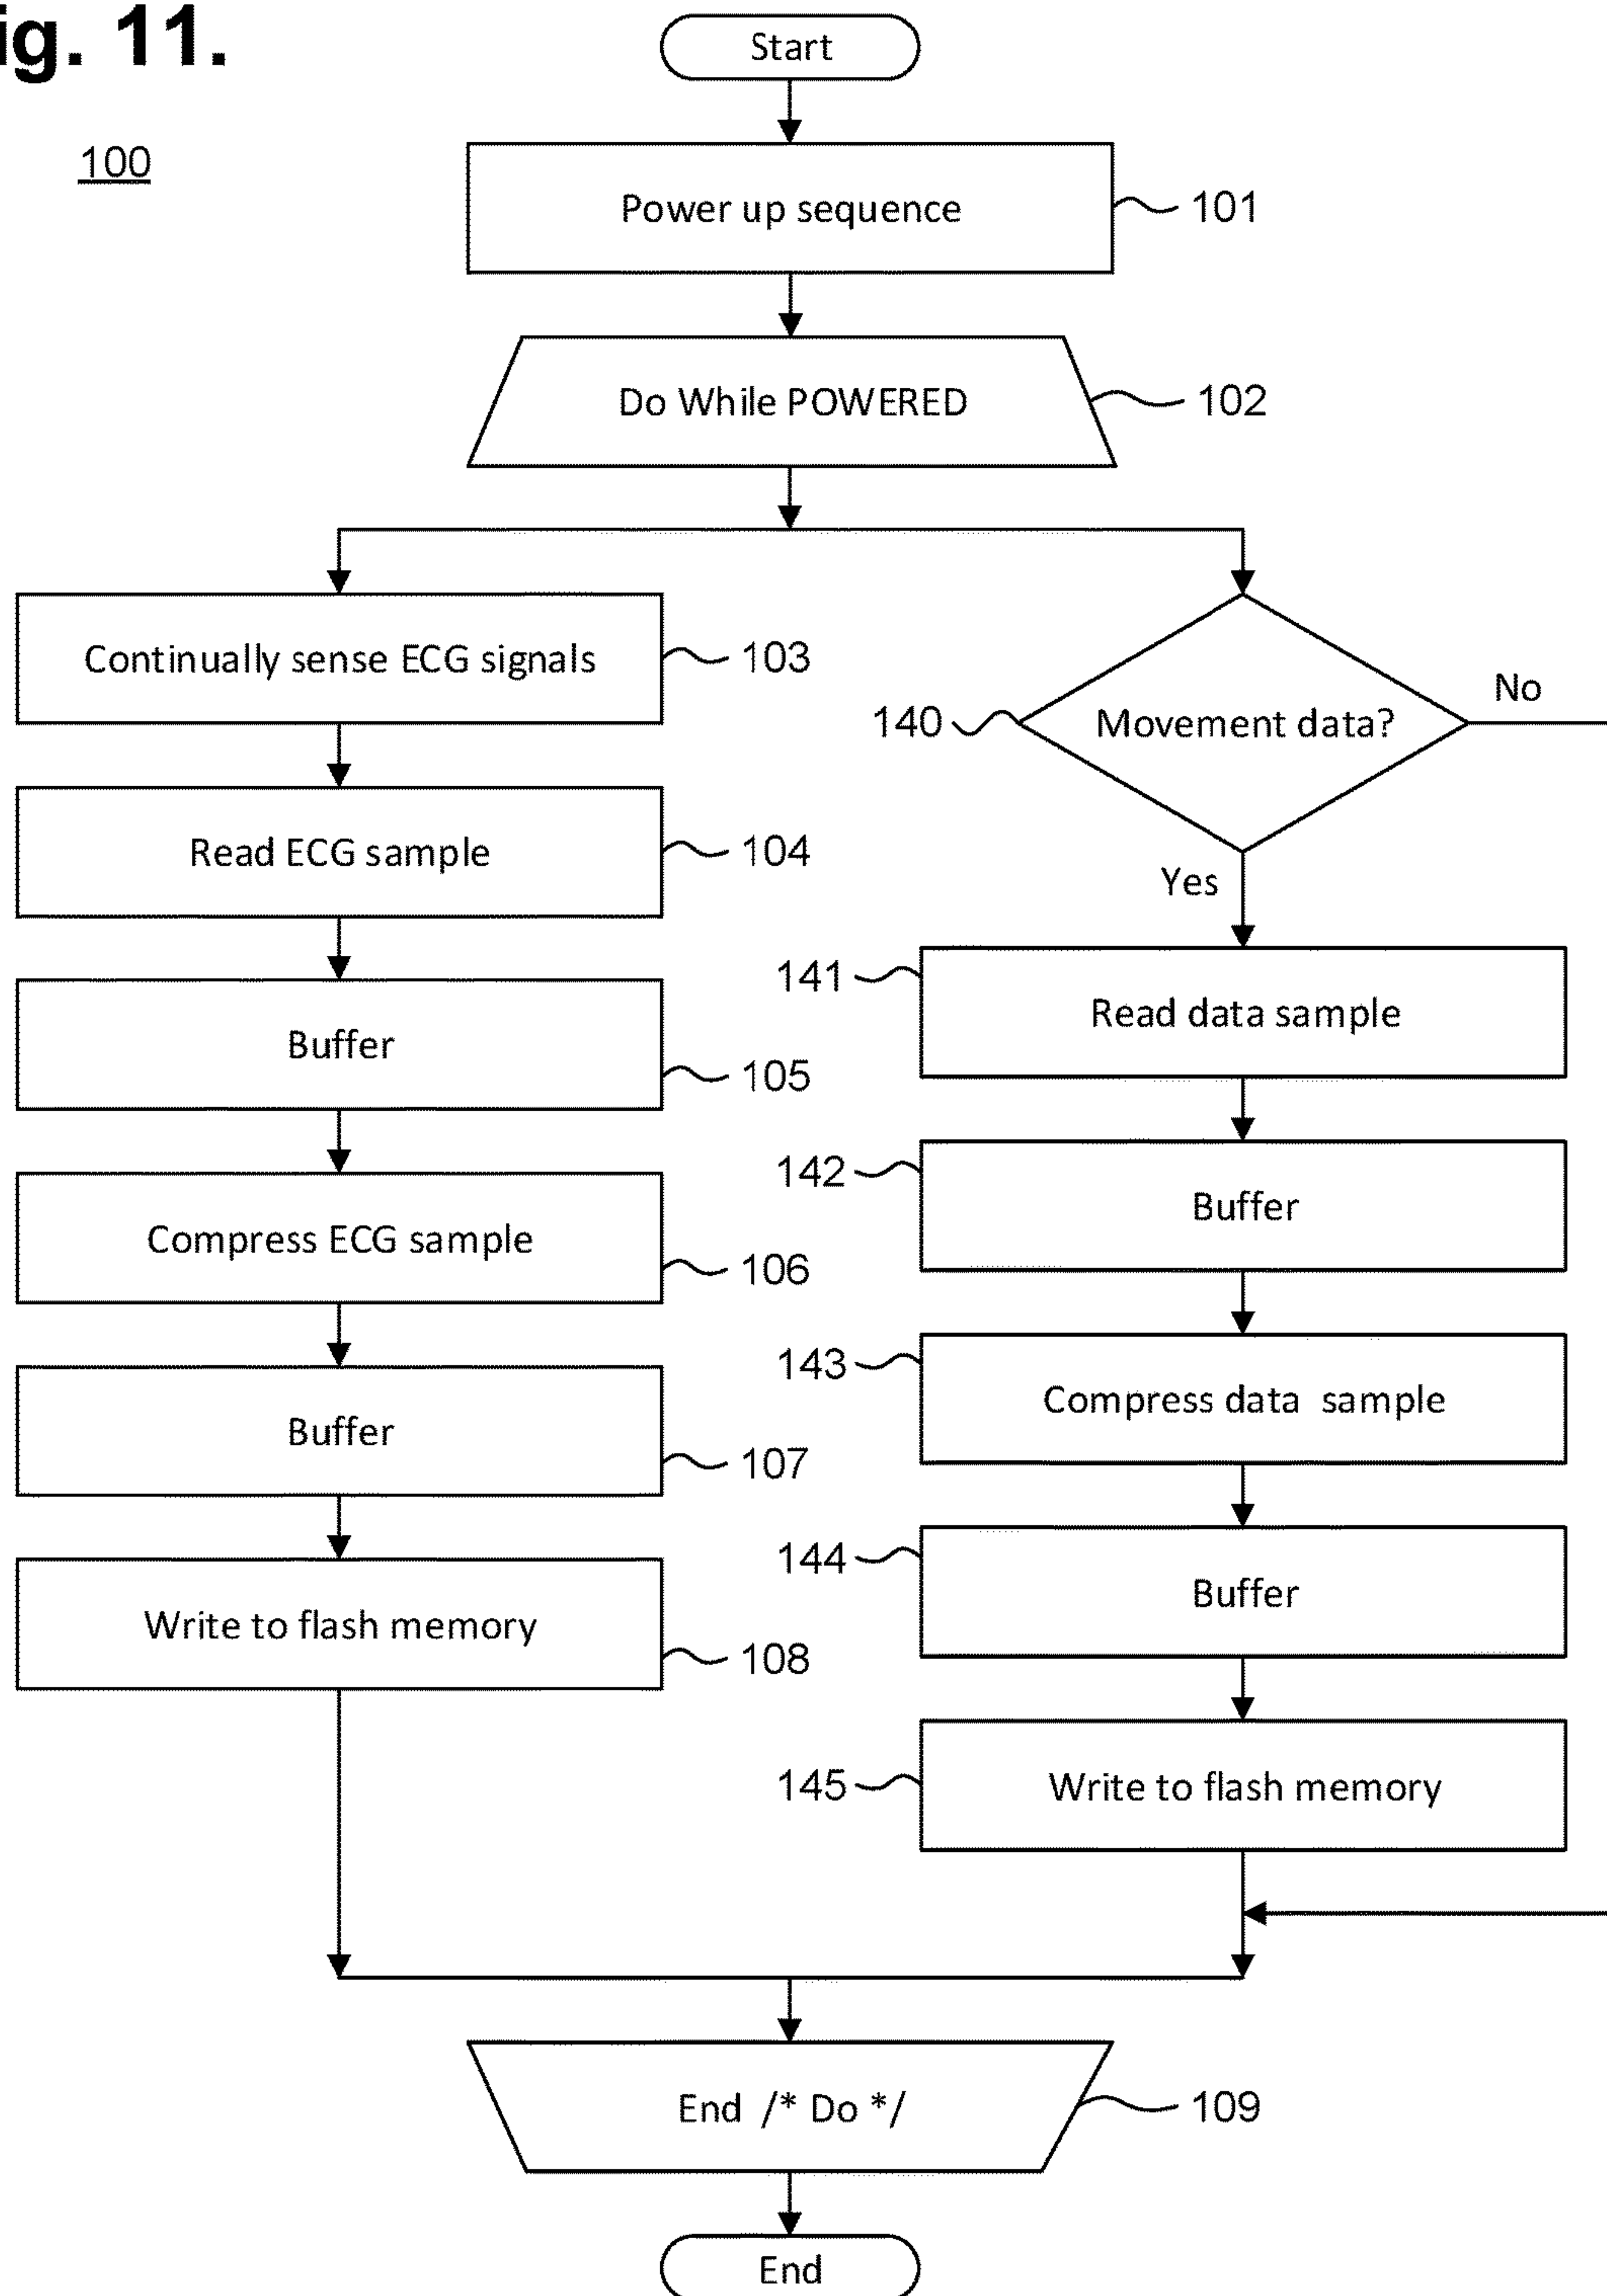 ig. 11.
Start
100
Power up sequence
101
Do While POWERED
102
Continually sense ECG signals
103
140
Movement data?
No
Read ECG sample
104
Yes
141
Read data sample
Buffer
105
142
Buffer
Compress ECG sample
106
143
Compress data sample
Buffer
107
144
Buffer
Write to flash memory
108
145
Write to flash memory
End /* Do */
109
End